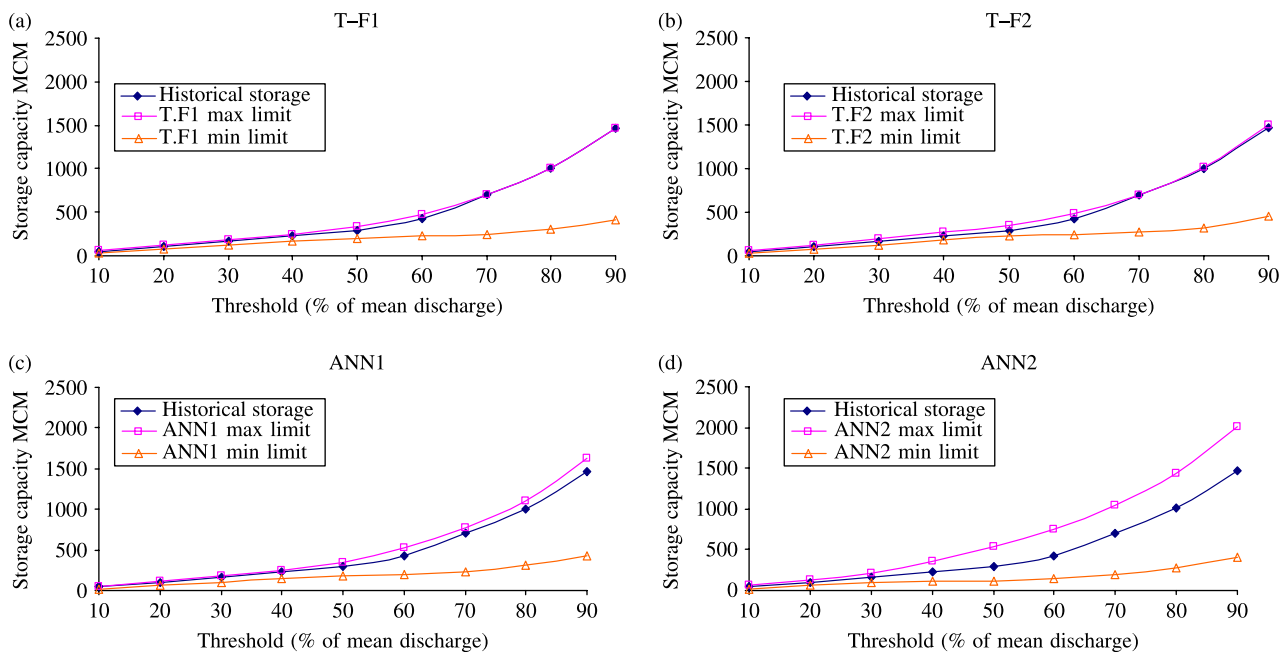 (a)
T–F1
Storage capacity MCM
2500
2000
1500
1000
500
0
Historical storage
T.F1 max limit
T.F1 min limit
10 20 30 40 50 60 70 80 90
Threshold (% of mean discharge)
(b)
T–F2
Storage capacity MCM
2500
2000
1500
1000
500
0
Historical storage
T.F2 max limit
T.F2 min limit
10 20 30 40 50 60 70 80 90
Threshold (% of mean discharge)
(c)
ANN1
Storage capacity MCM
2500
2000
1500
1000
500
0
Historical storage
ANN1 max limit
ANN1 min limit
10 20 30 40 50 60 70 80 90
Threshold (% of mean discharge)
(d)
ANN2
Storage capacity MCM
2500
2000
1500
1000
500
0
Historical storage
ANN2 max limit
ANN2 min limit
10 20 30 40 50 60 70 80 90
Threshold (% of mean discharge)